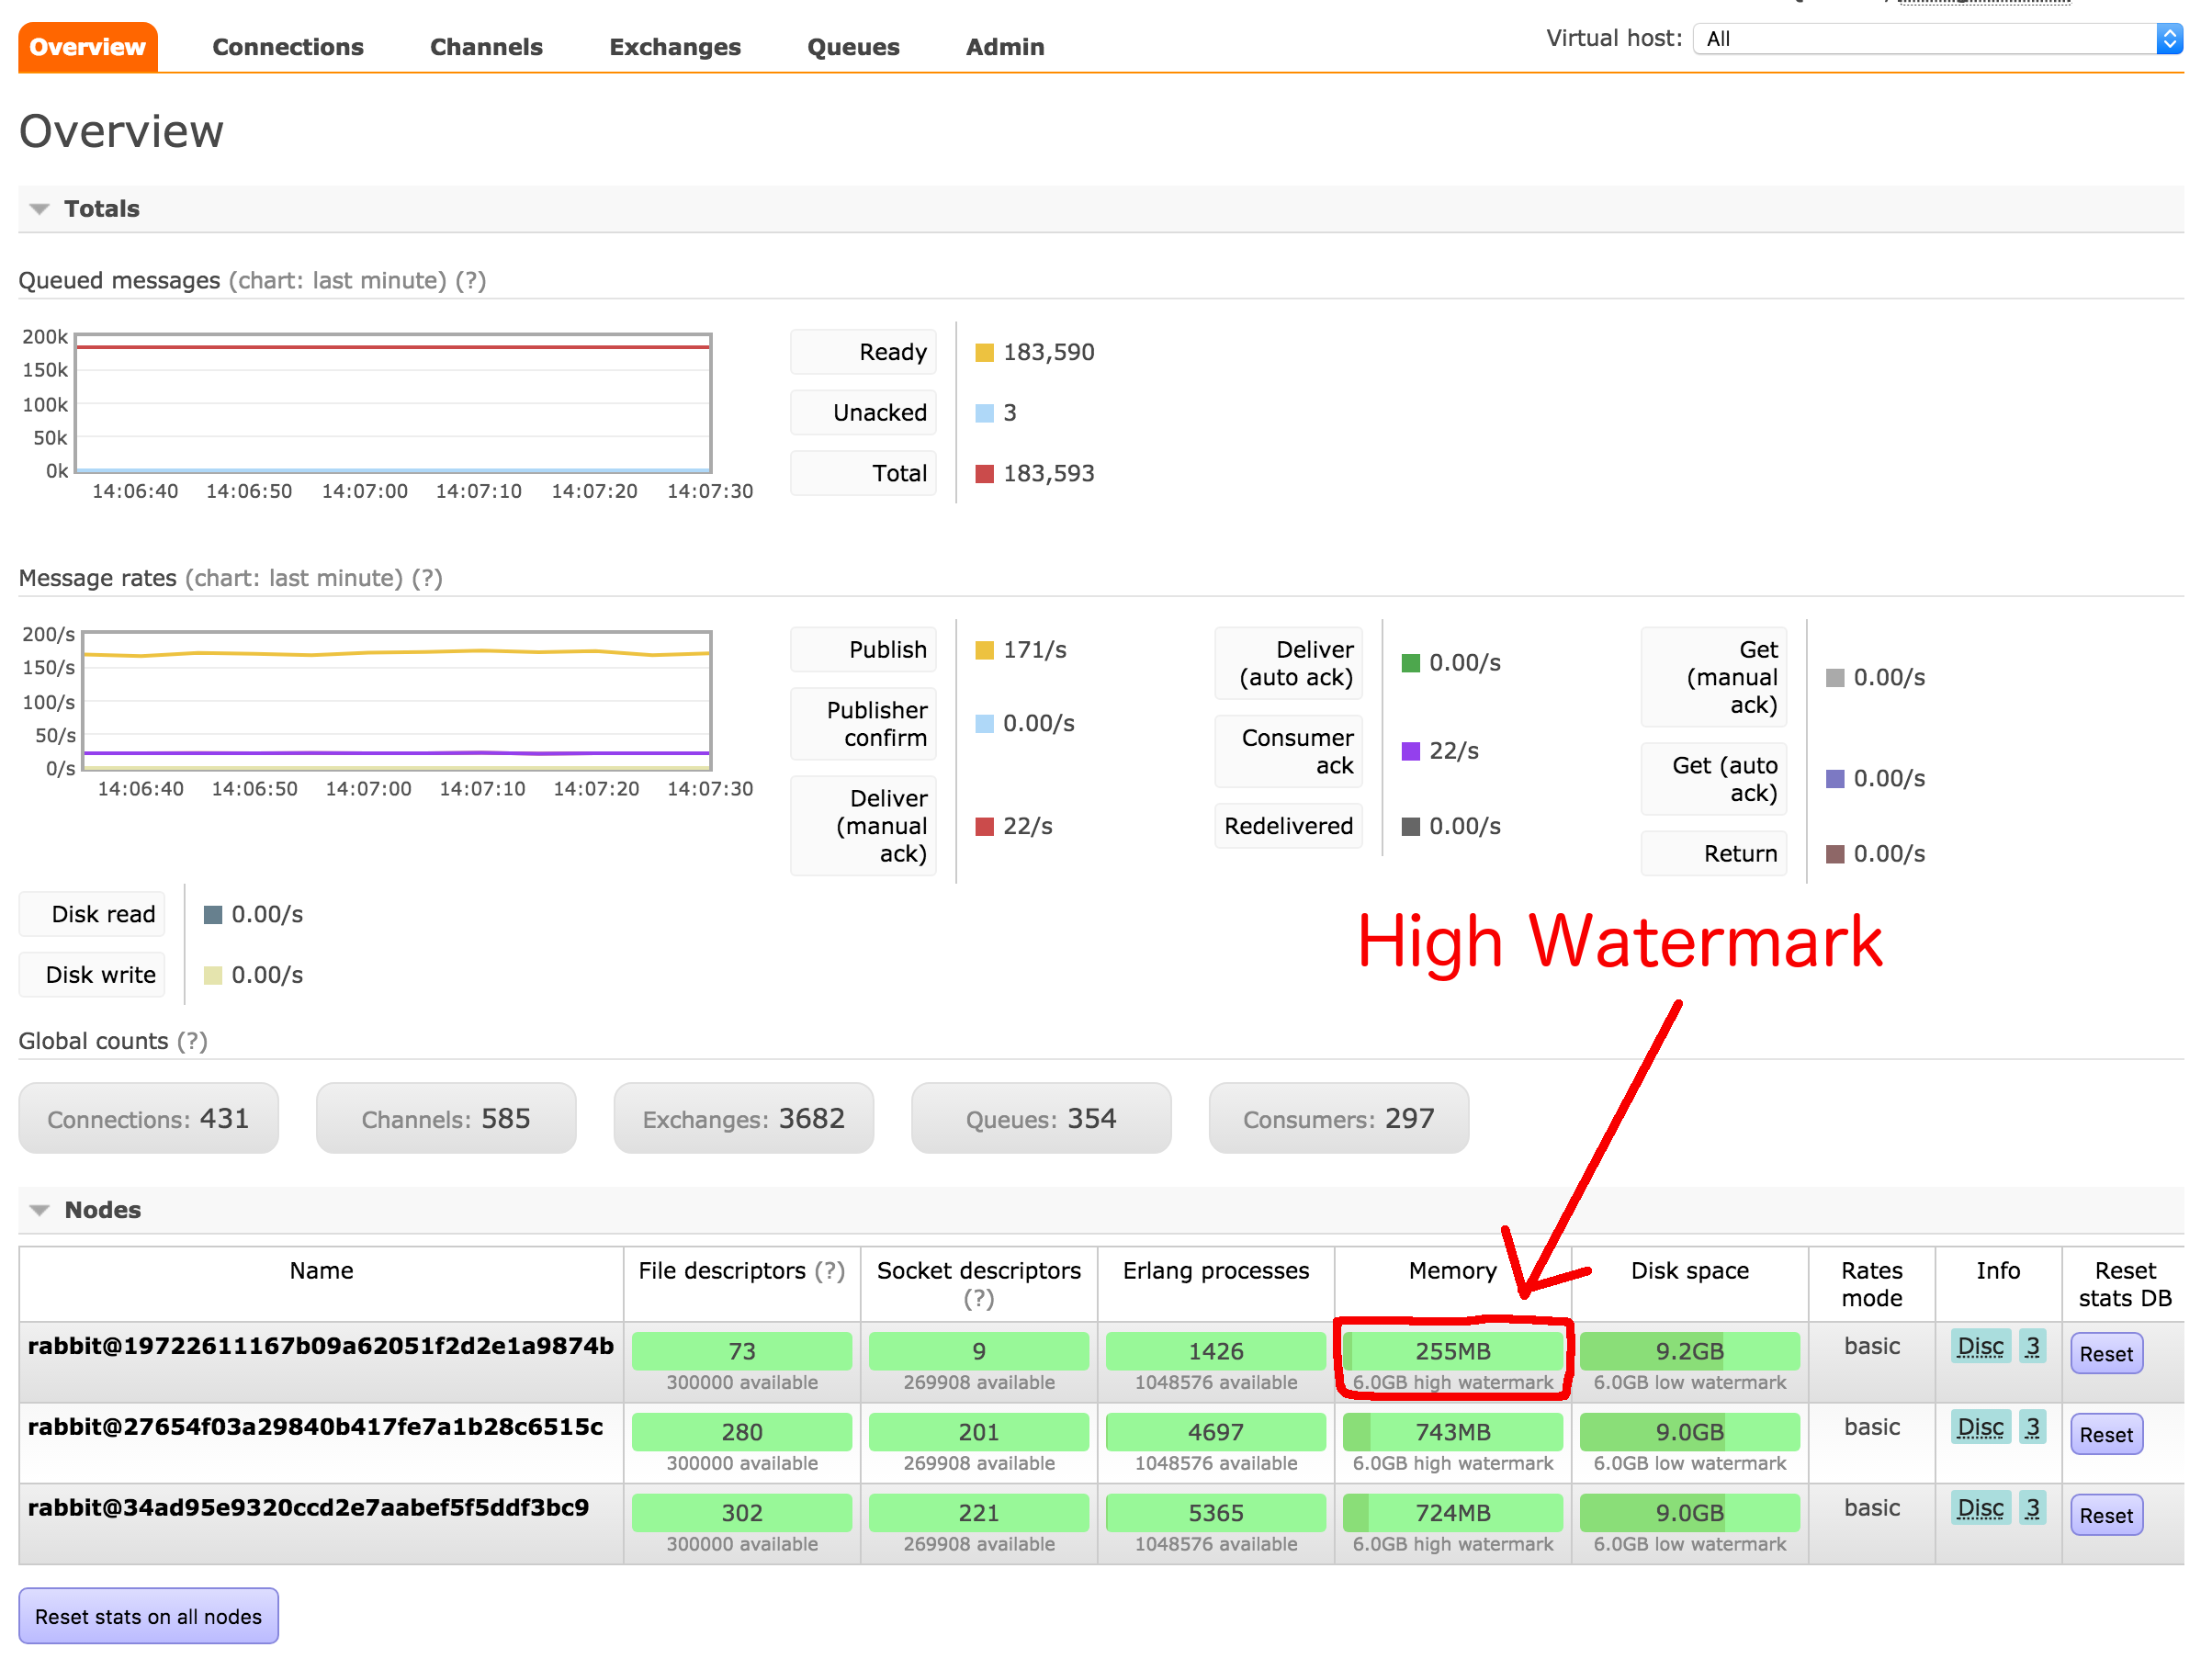 Overview Connections Channels Exchanges Queues Admin Virtual host: All
Overview
Totals
Queued messages (chart: last minute) (?)
200k
150k
100k
50k
0k
14:06:40 14:06:50 14:07:00 14:07:10 14:07:20 14:07:30
Ready 183,590
Unacked 3
Total 183,593
Message rates (chart: last minute) (?)
200/s
150/s
100/s
50/s
0/s
14:06:40 14:06:50 14:07:00 14:07:10 14:07:20 14:07:30
Publish 171/s
Publisher
confirm 0.00/s
Deliver
(manual 22/s
ack)
Deliver
(auto ack) 0.00/s
Consumer
ack 22/s
Redelivered 0.00/s
Get
(manual 0.00/s
ack)
Get (auto
ack) 0.00/s
Return 0.00/s
Disk read 0.00/s
Disk write 0.00/s
High Watermark
Global counts (?)
Connections: 431 Channels: 585 Exchanges: 3682 Queues: 354 Consumers: 297
Nodes
Name File descriptors (?) Socket descriptors Erlang processes Memory Disk space Rates Info Reset
(?) mode stats DB
rabbit@19722611167b09a62051f2d2e1a9874b 73 9 1426 255MB 9.2GB basic Disc 3 Reset
300000 available 269908 available 1048576 available 6.0GB high watermark 6.0GB low watermark
rabbit@27654f03a29840b417fe7a1b28c6515c 280 201 4697 743MB 9.0GB basic Disc 3 Reset
300000 available 269908 available 1048576 available 6.0GB high watermark 6.0GB low watermark
rabbit@34ad95e9320ccd2e7aabef5f5ddf3bc9 302 221 5365 724MB 9.0GB basic Disc 3 Reset
300000 available 269908 available 1048576 available 6.0GB high watermark 6.0GB low watermark
Reset stats on all nodes